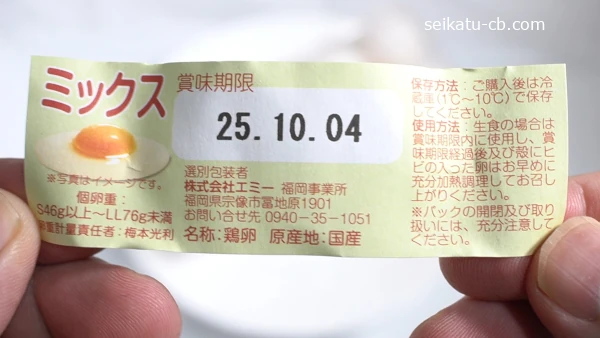 seikatu-cb.com
ミックス
※写真はイメージです。
個卵重:
S46g以上〜LL76g未満
重計量責任者:梅本光利
賞味期限
25.10.04
選別包装者
株式会社エミー 福岡事業所
福岡県宗像市冨地原1901
お問い合せ先 0940-35-1051
名称:鶏卵 原産地:国産
保存方法:ご購入後は冷
蔵庫(1℃〜10℃)で保存
してください。
使用方法:生食の場合は
賞味期限内に使用し、賞
味期限経過後及び殻にヒ
ビの入った卵はお早めに
充分加熱調理してお召し
上がりください。
※パックの開閉及び取り
扱いには、充分注意して
ください。